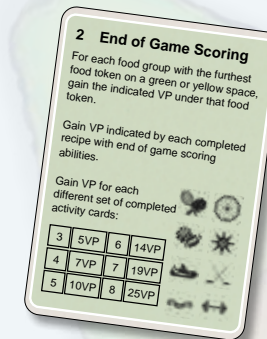 2 End of Game Scoring
For each food group with the furthest
food token on a green or yellow space,
gain the indicated VP under that food
token.
Gain VP indicated by each completed
recipe with end of game scoring
abilities.
Gain VP for each
different set of completed
activity cards:
3 5VP 6 14VP
4 7VP 7 19VP
5 10VP 8 25VP